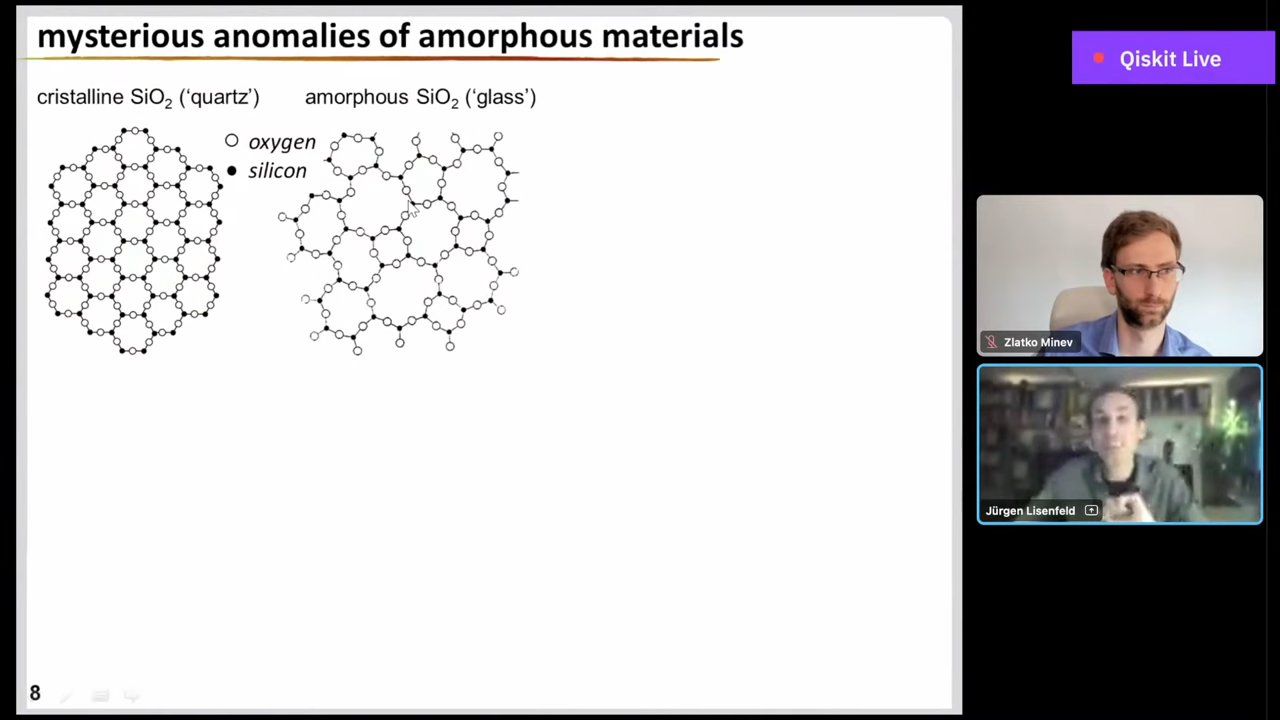 mysterious anomalies of amorphous materials
Qiskit Live
cristalline SiO₂ (‘quartz’)
amorphous SiO₂ (‘glass’)
oxygen
silicon
Zlatko Minev
Jürgen Lisenfeld
8